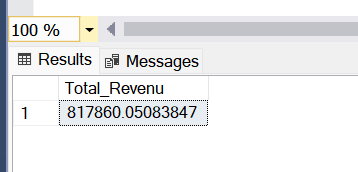 100 %
Results Messages
Total_Revenu
1 817860.05083847